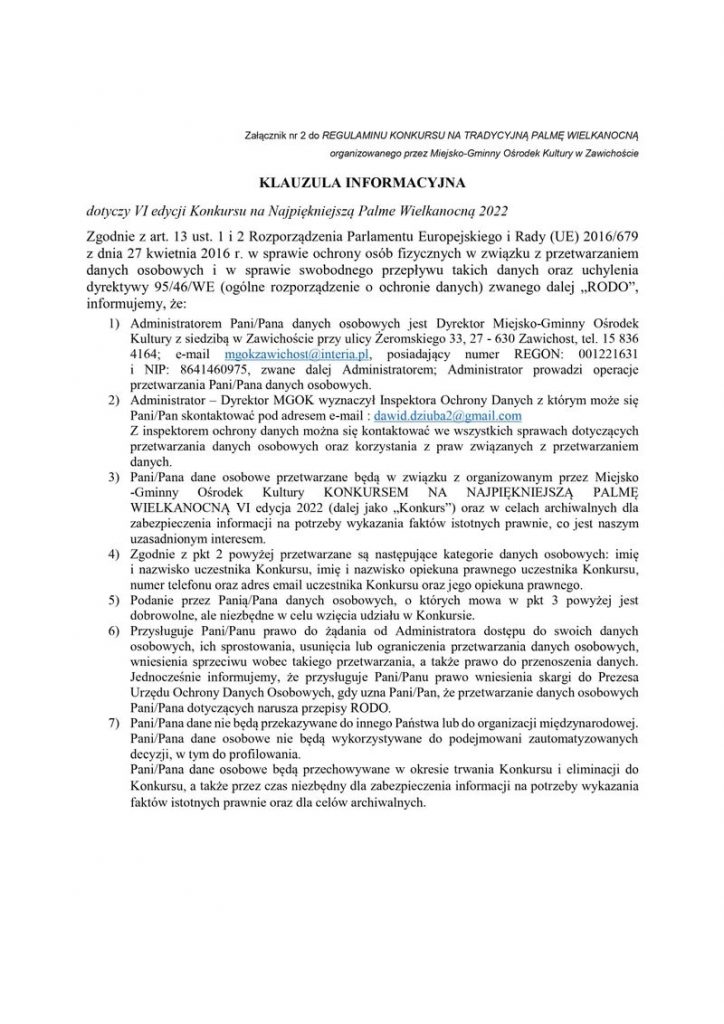 Załącznik nr 2 do REGULAMINU KONKURSU NA TRADYCYJNĄ PALMĘ WIELKANOCNĄ
organizowanego przez Miejsko-Gminny Ośrodek Kultury w Zawichoście
KLAUZULA INFORMACYJNA
dotyczy VI edycji Konkursu na Najpiękniejszą Palme Wielkanocną 2022
Zgodnie z art. 13 ust. 1 i 2 Rozporządzenia Parlamentu Europejskiego i Rady (UE) 2016/679
z dnia 27 kwietnia 2016 r. w sprawie ochrony osób fizycznych w związku z przetwarzaniem
danych osobowych i w sprawie swobodnego przepływu takich danych oraz uchylenia
dyrektywy 95/46/WE (ogólne rozporządzenie o ochronie danych) zwanego dalej „RODO”,
informujemy, że:
1) Administratorem Pani/Pana danych osobowych jest Dyrektor Miejsko-Gminny Ośrodek
Kultury z siedzibą w Zawichoście przy ulicy Żeromskiego 33, 27 - 630 Zawichost, tel. 15 836
4164; e-mail mgokzawichost@interia.pl, posiadający numer REGON: 001221631
i NIP: 8641460975, zwane dalej Administratorem; Administrator prowadzi operacje
przetwarzania Pani/Pana danych osobowych.
2) Administrator – Dyrektor MGOK wyznaczył Inspektora Ochrony Danych z którym może się
Pani/Pan skontaktować pod adresem e-mail : dawid.dziuba2@gmail.com
Z inspektorem ochrony danych można się kontaktować we wszystkich sprawach dotyczących
przetwarzania danych osobowych oraz korzystania z praw związanych z przetwarzaniem
danych.
3) Pani/Pana dane osobowe przetwarzane będą w związku z organizowanym przez Miejsko
-Gminny Ośrodek Kultury KONKURSEM NA NAJPIĘKNIEJSZĄ PALMĘ
WIELKANOCNĄ VI edycja 2022 (dalej jako „Konkurs”) oraz w celach archiwalnych dla
zabezpieczenia informacji na potrzeby wykazania faktów istotnych prawnie, co jest naszym
uzasadnionym interesem.
4) Zgodnie z pkt 2 powyżej przetwarzane są następujące kategorie danych osobowych: imię
i nazwisko uczestnika Konkursu, imię i nazwisko opiekuna prawnego uczestnika Konkursu,
numer telefonu oraz adres email uczestnika Konkursu oraz jego opiekuna prawnego.
5) Podanie przez Panią/Pana danych osobowych, o których mowa w pkt 3 powyżej jest
dobrowolne, ale niezbędne w celu wzięcia udziału w Konkursie.
6) Przysługuje Pani/Panu prawo do żądania od Administratora dostępu do swoich danych
osobowych, ich sprostowania, usunięcia lub ograniczenia przetwarzania danych osobowych,
wniesienia sprzeciwu wobec takiego przetwarzania, a także prawo do przenoszenia danych.
Jednocześnie informujemy, że przysługuje Pani/Panu prawo wniesienia skargi do Prezesa
Urzędu Ochrony Danych Osobowych, gdy uzna Pani/Pan, że przetwarzanie danych osobowych
Pani/Pana dotyczących narusza przepisy RODO.
7) Pani/Pana dane nie będą przekazywane do innego Państwa lub do organizacji międzynarodowej.
Pani/Pana dane osobowe nie będą wykorzystywane do podejmowani zautomatyzowanych
decyzji, w tym do profilowania.
Pani/Pana dane osobowe będą przechowywane w okresie trwania Konkursu i eliminacji do
Konkursu, a także przez czas niezbędny dla zabezpieczenia informacji na potrzeby wykazania
faktów istotnych prawnie oraz dla celów archiwalnych.